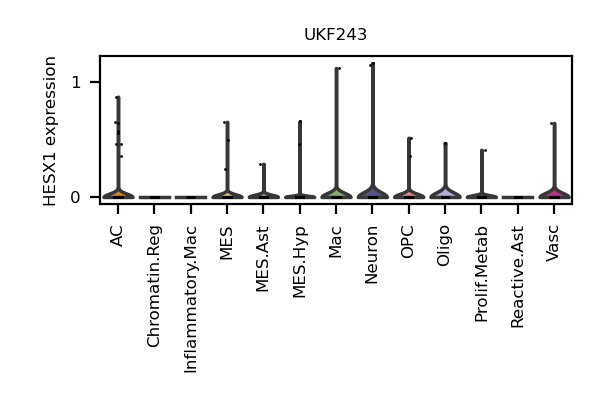 UKF243
HESX1 expression
1
0
AC
Chromatin.Reg
Inflammatory.Mac
MES
MES.Ast
MES.Hyp
Mac
Neuron
OPC
Oligo
Prolif.Metab
Reactive.Ast
Vasc